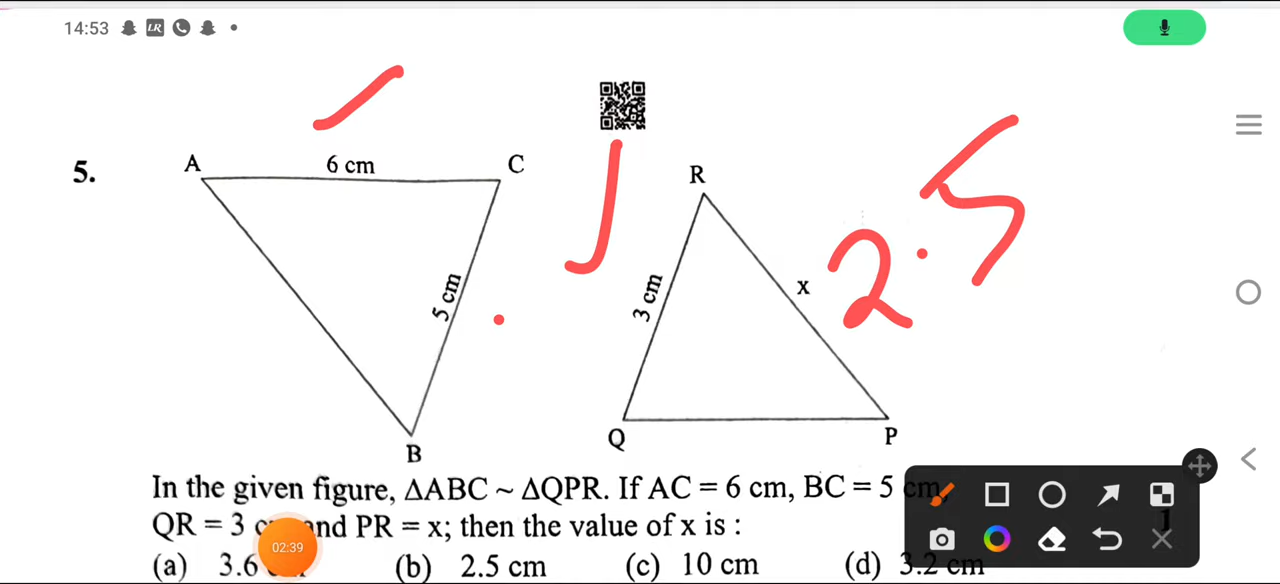 14:53 LR
5.
A 6 cm C
5 cm
B
R
3 cm x
Q P
2.5
In the given figure, ΔABC ~ ΔQPR. If AC = 6 cm, BC = 5 cm,
QR = 3 and PR = x; then the value of x is :
1
02:39
(a) 3.6 (b) 2.5 cm (c) 10 cm (d) 3.2 cm